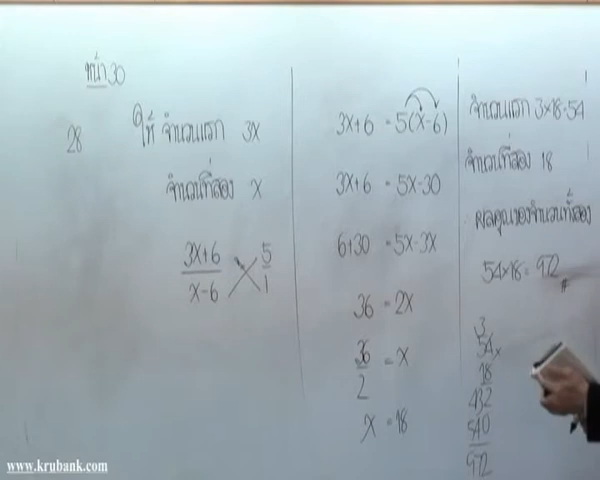 หน้า 30
28 ให้ จำนวนแรก 3X
จำนวนที่สอง X
3X+6 5
X-6 1
3X+6 = 5(X-6)
3X+6 = 5X-30
6+30 = 5X-3X
36 = 2X
36 = X
2
X = 18
จำนวนแรก 3×18=54
จำนวนที่สอง 18
ผลคูณของจำนวนทั้งสอง
54×18= 972
3
54 ×
18
432
540
972
www.krubank.com